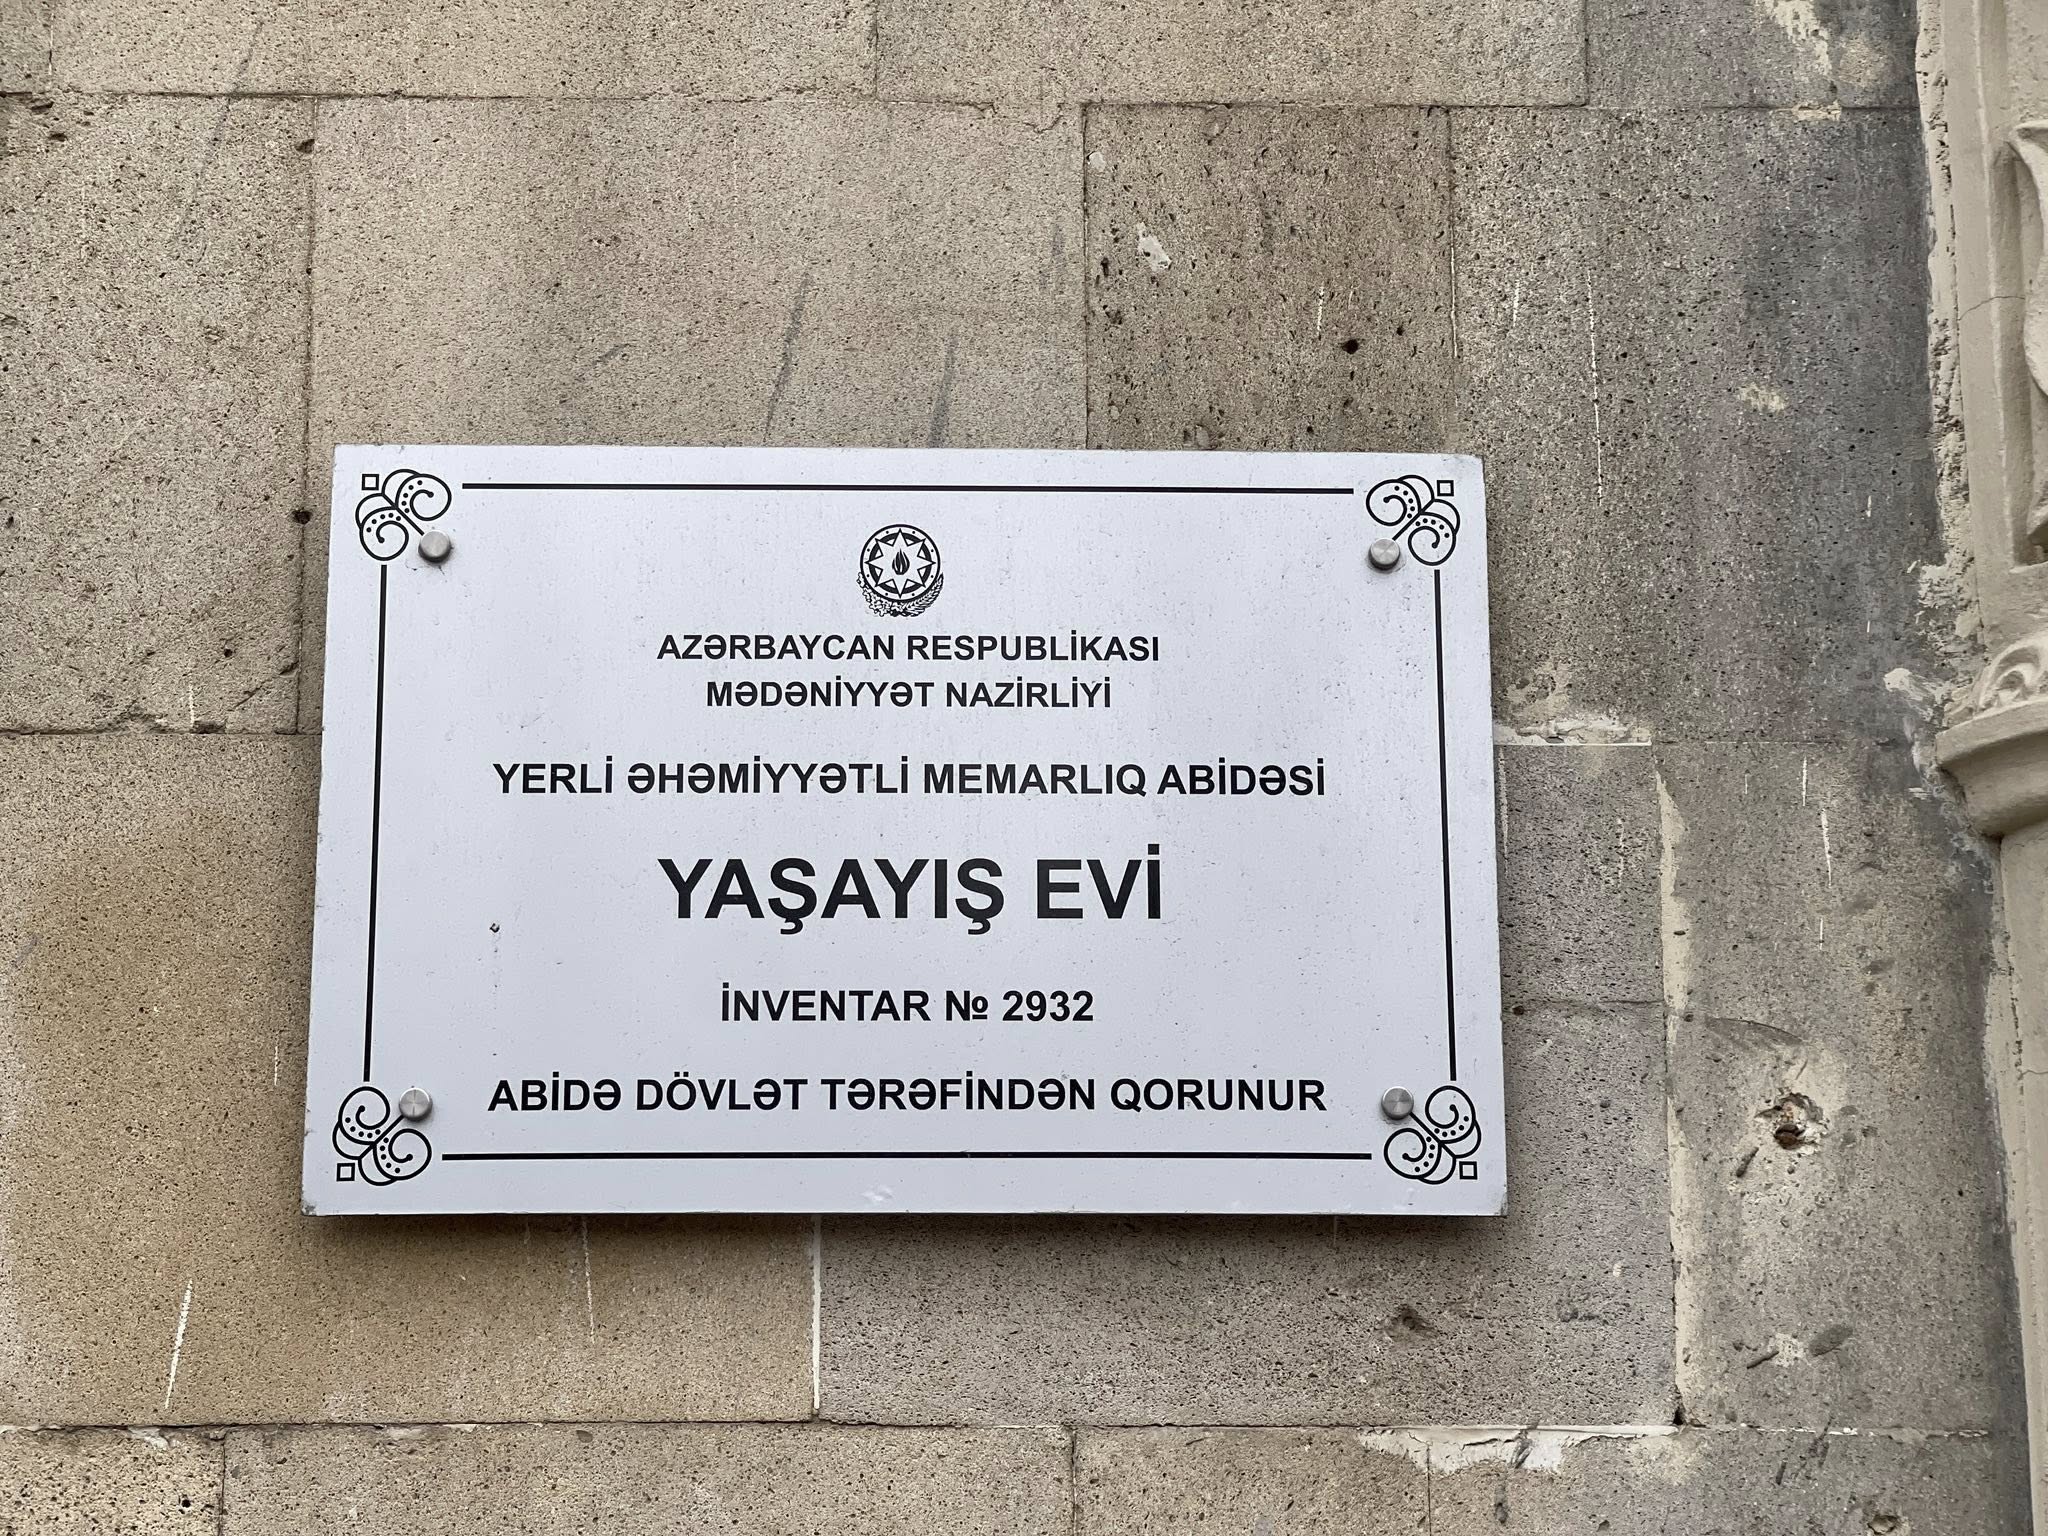 AZƏRBAYCAN RESPUBLİKASI
MƏDƏNİYYƏT NAZİRLİYİ
YERLİ ƏHƏMİYYƏTLİ MEMARLIQ ABİDƏSİ
YAŞAYIŞ EVİ
İNVENTAR № 2932
ABİDƏ DÖVLƏT TƏRƏFİNDƏN QORUNUR